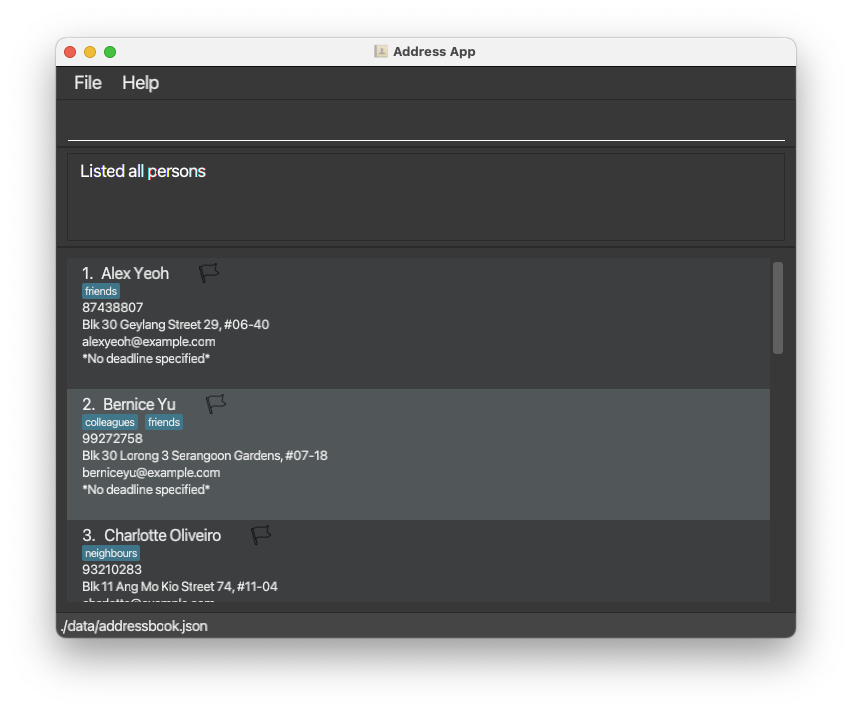 Address App
File Help
Listed all persons
1. Alex Yeoh
friends
87438807
Blk 30 Geylang Street 29, #06-40
alexyeoh@example.com
*No deadline specified*
2. Bernice Yu
colleagues friends
99272758
Blk 30 Lorong 3 Serangoon Gardens, #07-18
berniceyu@example.com
*No deadline specified*
3. Charlotte Oliveiro
neighbours
93210283
Blk 11 Ang Mo Kio Street 74, #11-04
./data/addressbook.json